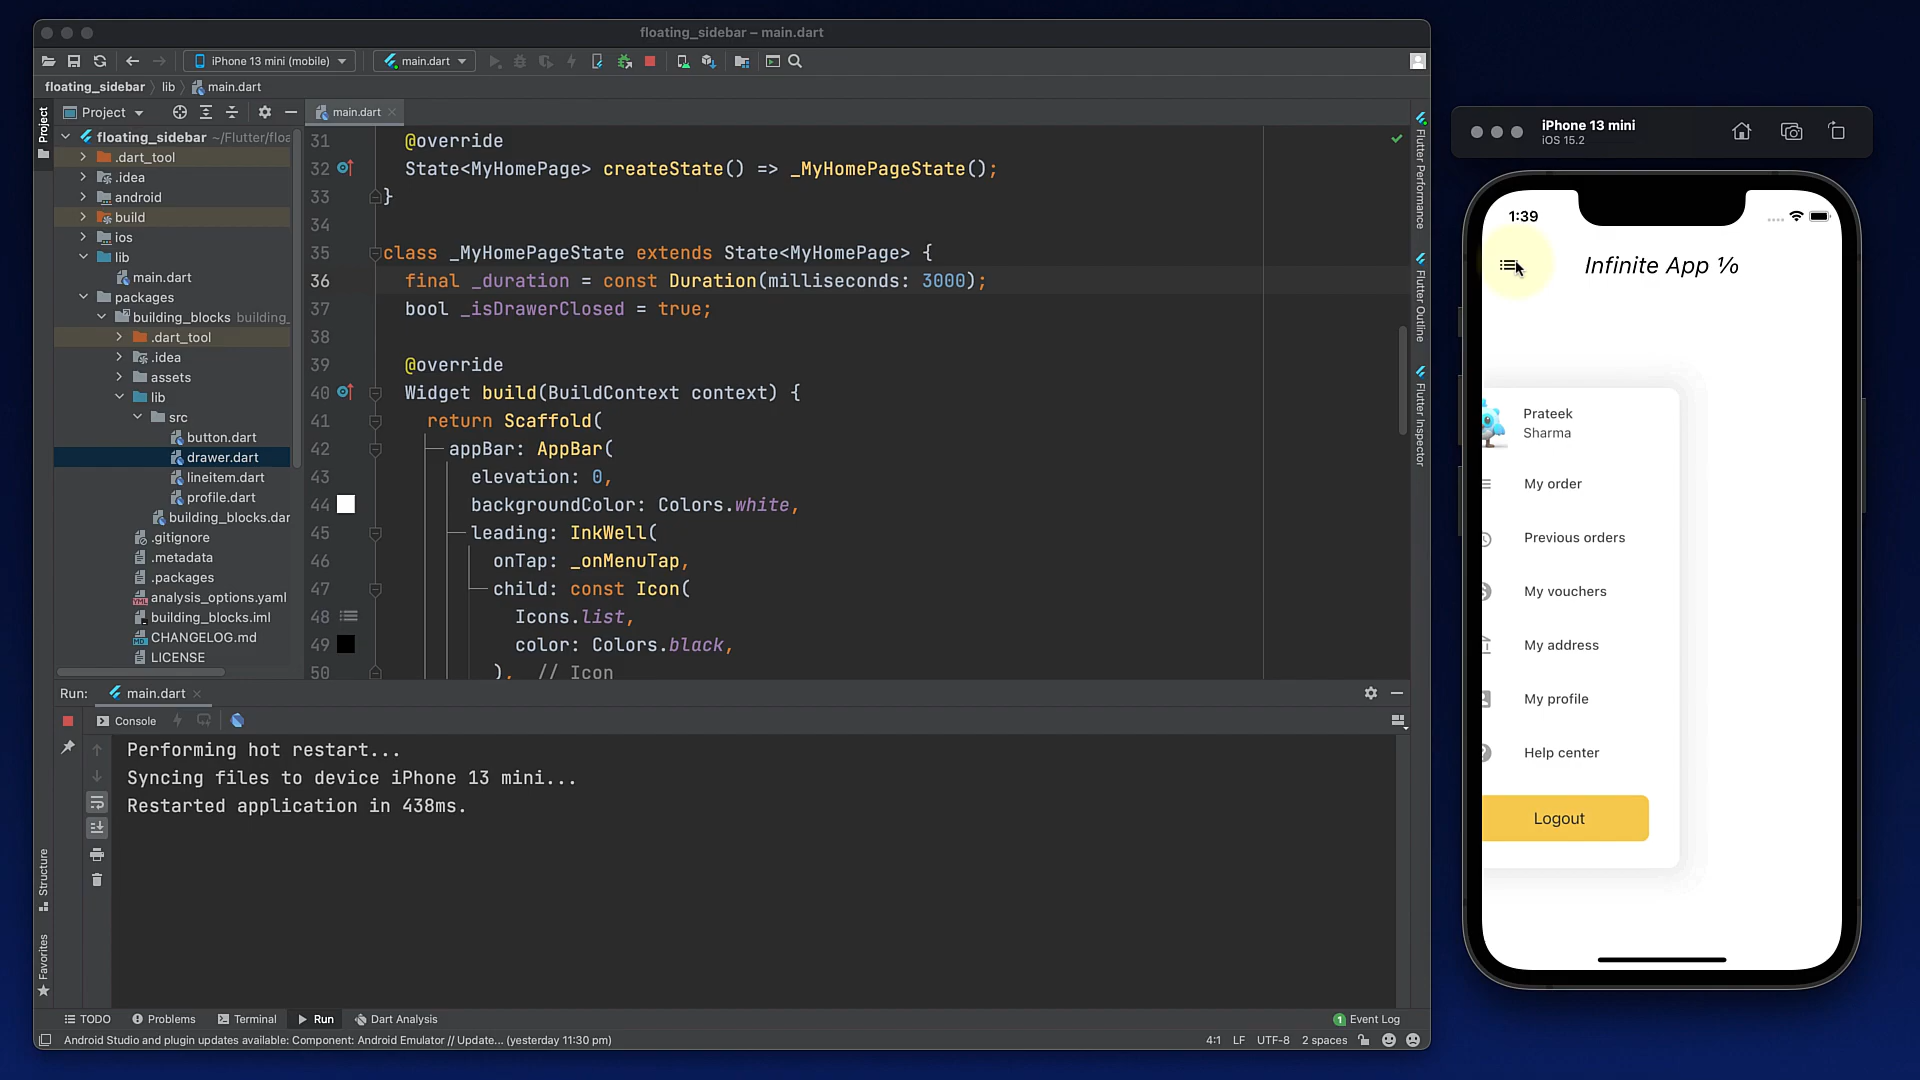 floating_sidebar – main.dart
iPhone 13 mini (mobile)
main.dart
floating_sidebar
lib
main.dart
Project
Project
main.dart
floating_sidebar ~/Flutter/floa
.dart_tool
.idea
android
build
ios
lib
main.dart
packages
building_blocks building_
.dart_tool
.idea
assets
lib
src
button.dart
drawer.dart
lineitem.dart
profile.dart
building_blocks.dar
.gitignore
.metadata
.packages
analysis_options.yaml
building_blocks.iml
CHANGELOG.md
LICENSE
31 @override
32 State<MyHomePage> createState() => _MyHomePageState();
33 }
34
35 class _MyHomePageState extends State<MyHomePage> {
36 final _duration = const Duration(milliseconds: 3000);
37 bool _isDrawerClosed = true;
38
39 @override
40 Widget build(BuildContext context) {
41 return Scaffold(
42 appBar: AppBar(
43 elevation: 0,
44 backgroundColor: Colors.white,
45 leading: InkWell(
46 onTap: _onMenuTap,
47 child: const Icon(
48 Icons.list,
49 color: Colors.black,
50 ), // Icon
Flutter Performance
Flutter Outline
Flutter Inspector
Run:
main.dart
Console
Performing hot restart...
Syncing files to device iPhone 13 mini...
Restarted application in 438ms.
Structure
Favorites
TODO
Problems
Terminal
Run
Dart Analysis
1 Event Log
Android Studio and plugin updates available: Component: Android Emulator // Update... (yesterday 11:30 pm)
4:1
LF
UTF-8
2 spaces
iPhone 13 mini
iOS 15.2
1:39
Infinite App ⅒
Prateek
Sharma
My order
Previous orders
My vouchers
My address
My profile
Help center
Logout